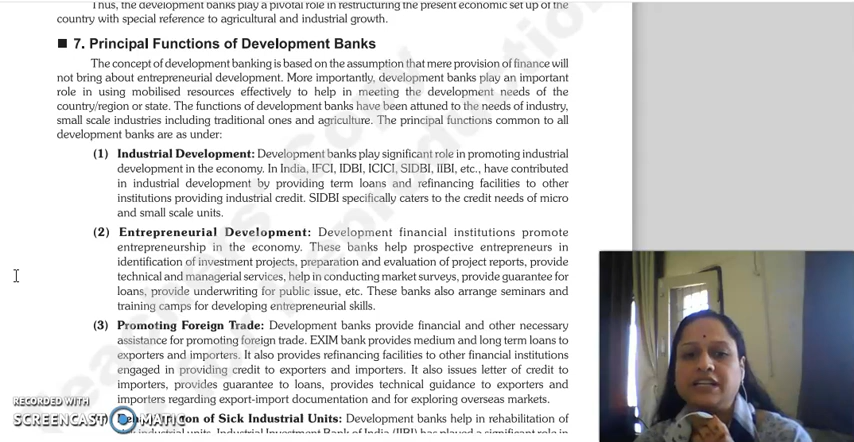 Thus, the development banks play a pivotal role in restructuring the present economic set up of the
country with special reference to agricultural and industrial growth.
■ 7. Principal Functions of Development Banks
The concept of development banking is based on the assumption that mere provision of finance will
not bring about entrepreneurial development. More importantly, development banks play an important
role in using mobilised resources effectively to help in meeting the development needs of the
country/region or state. The functions of development banks have been attuned to the needs of industry,
small scale industries including traditional ones and agriculture. The principal functions common to all
development banks are as under:
(1) Industrial Development: Development banks play significant role in promoting industrial
development in the economy. In India, IFCI, IDBI, ICICI, SIDBI, IIBI, etc., have contributed
in industrial development by providing term loans and refinancing facilities to other
institutions providing industrial credit. SIDBI specifically caters to the credit needs of micro
and small scale units.
(2) Entrepreneurial Development: Development financial institutions promote
entrepreneurship in the economy. These banks help prospective entrepreneurs in
identification of investment projects, preparation and evaluation of project reports, provide
technical and managerial services, help in conducting market surveys, provide guarantee for
loans, provide underwriting for public issue, etc. These banks also arrange seminars and
training camps for developing entrepreneurial skills.
(3) Promoting Foreign Trade: Development banks provide financial and other necessary
assistance for promoting foreign trade. EXIM bank provides medium and long term loans to
exporters and importers. It also provides refinancing facilities to other financial institutions
engaged in providing credit to exporters and importers. It also issues letter of credit to
importers, provides guarantee to loans, provides technical guidance to exporters and
importers regarding export-import documentation and for exploring overseas markets.
of Sick Industrial Units: Development banks help in rehabilitation of
industrial units. Industrial Investment Bank of India (IIBI) has played a significant role in
RECORDED WITH
SCREENCAST MATIC